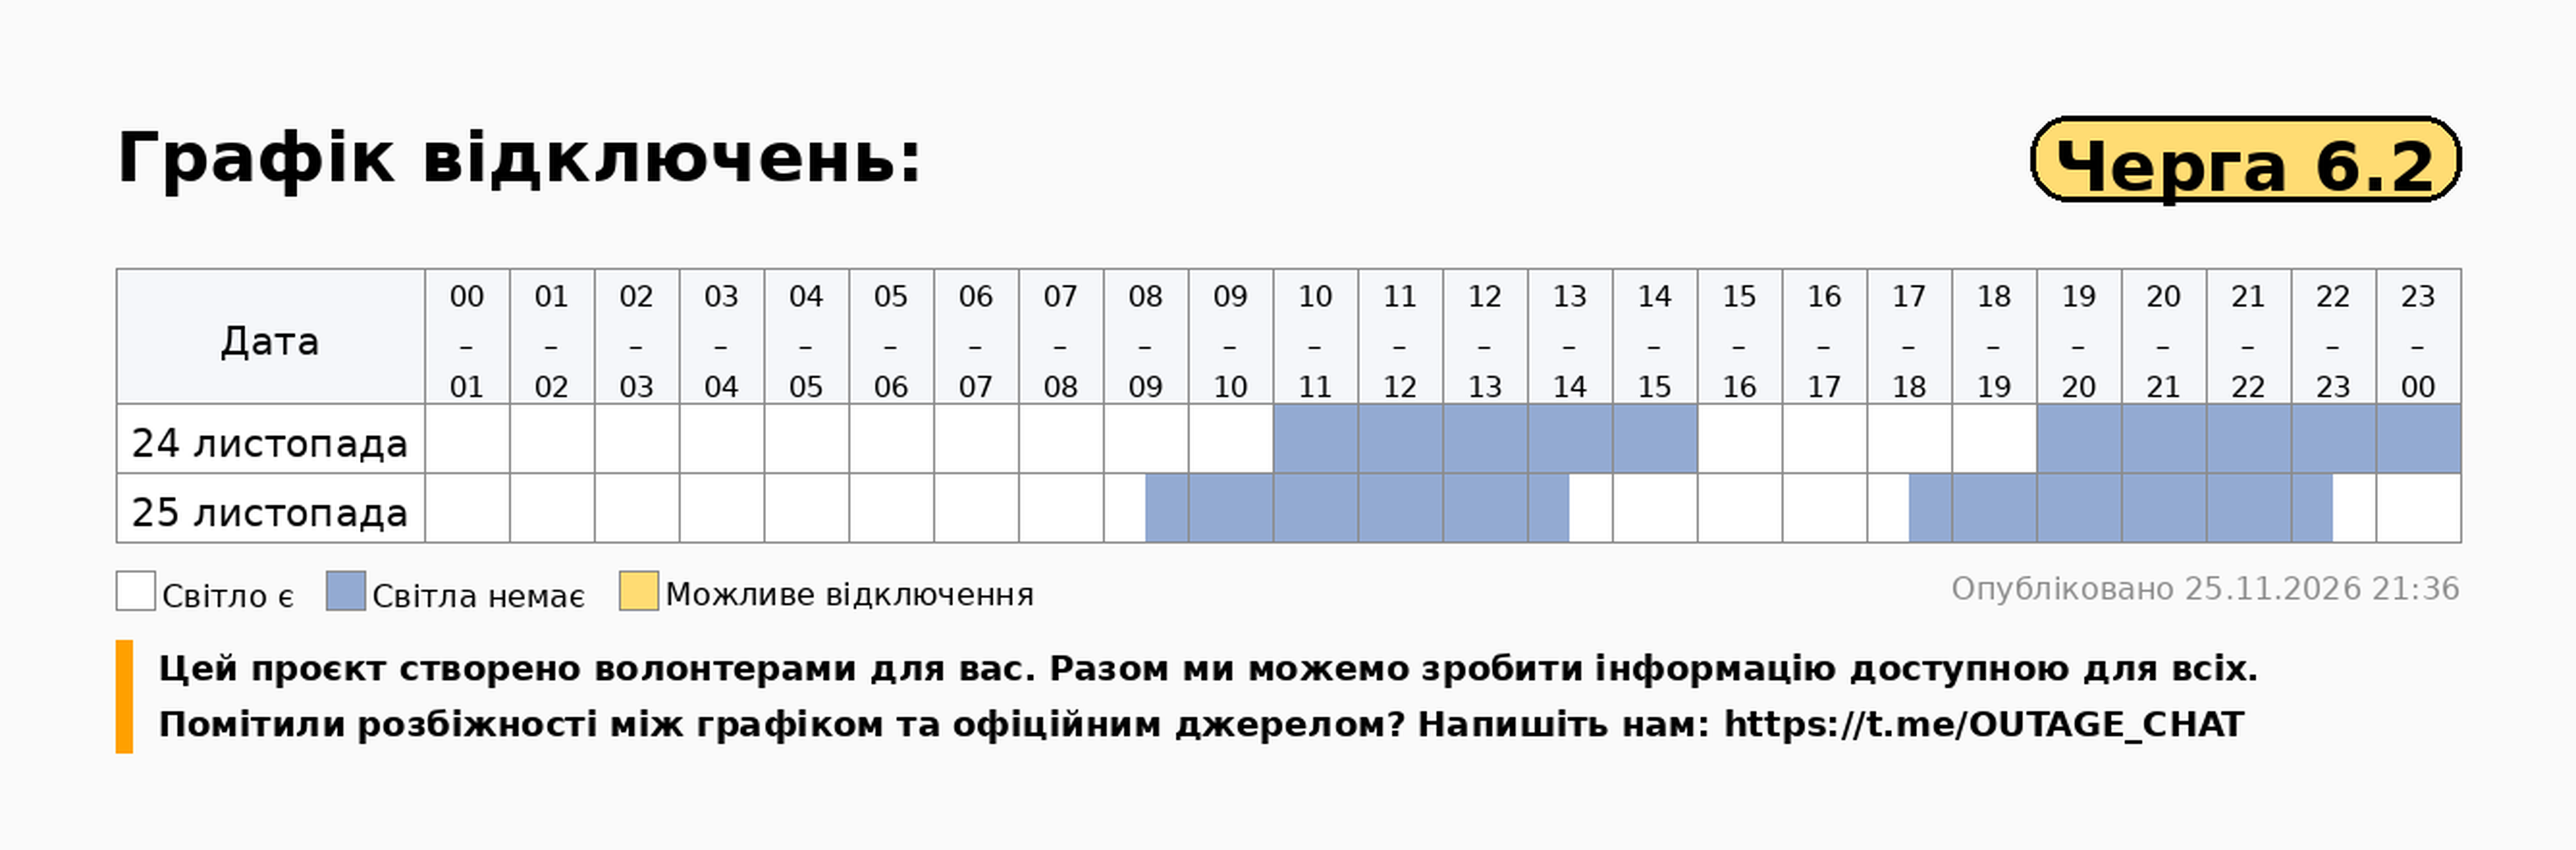 Графік відключень:
Черга 6.2
Дата
00 – 01
01 – 02
02 – 03
03 – 04
04 – 05
05 – 06
06 – 07
07 – 08
08 – 09
09 – 10
10 – 11
11 – 12
12 – 13
13 – 14
14 – 15
15 – 16
16 – 17
17 – 18
18 – 19
19 – 20
20 – 21
21 – 22
22 – 23
23 – 00
24 листопада
25 листопада
Світло є
Світла немає
Можливе відключення
Опубліковано 25.11.2026 21:36
Цей проєкт створено волонтерами для вас. Разом ми можемо зробити інформацію доступною для всіх.
Помітили розбіжності між графіком та офіційним джерелом? Напишіть нам: https://t.me/OUTAGE_CHAT